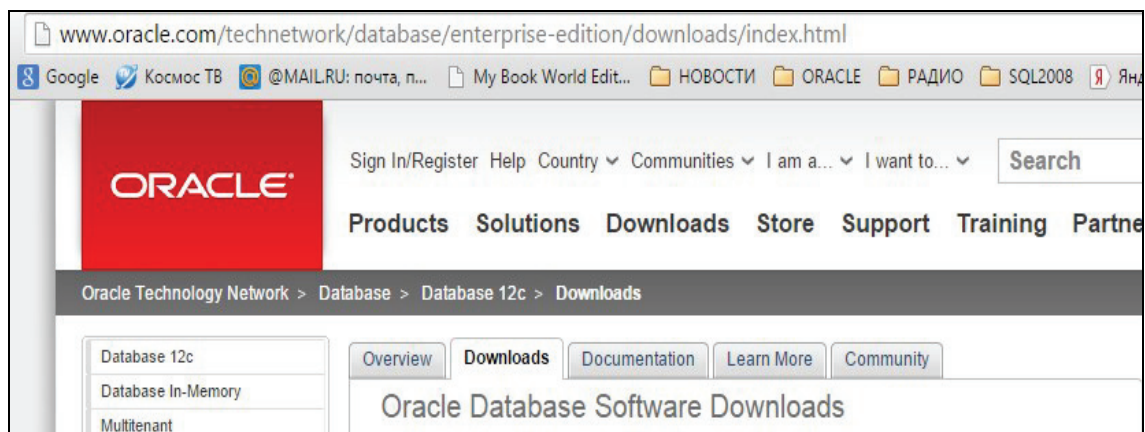 www.oracle.com/technetwork/database/enterprise-edition/downloads/index.html
Google Космос ТВ @MAIL.RU: почта, п... My Book World Edit... НОВОСТИ ORACLE РАДИО SQL2008 Янд
Sign In/Register Help Country Communities I am a... I want to... Search
ORACLE
Products Solutions Downloads Store Support Training Partne
Oracle Technology Network > Database > Database 12c > Downloads
Overview Downloads Documentation Learn More Community
Database 12c
Database In-Memory
Oracle Database Software Downloads
Multitenant